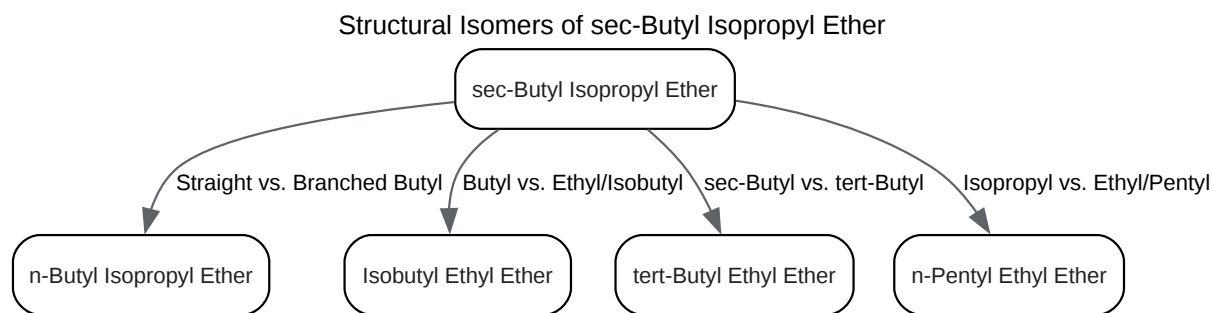 Structural Isomers of sec-Butyl Isopropyl Ether
sec-Butyl Isopropyl Ether
Straight vs. Branched Butyl
Butyl vs. Ethyl/Isobutyl
sec-Butyl vs. tert-Butyl
Isopropyl vs. Ethyl/Pentyl
n-Butyl Isopropyl Ether
Isobutyl Ethyl Ether
tert-Butyl Ethyl Ether
n-Pentyl Ethyl Ether